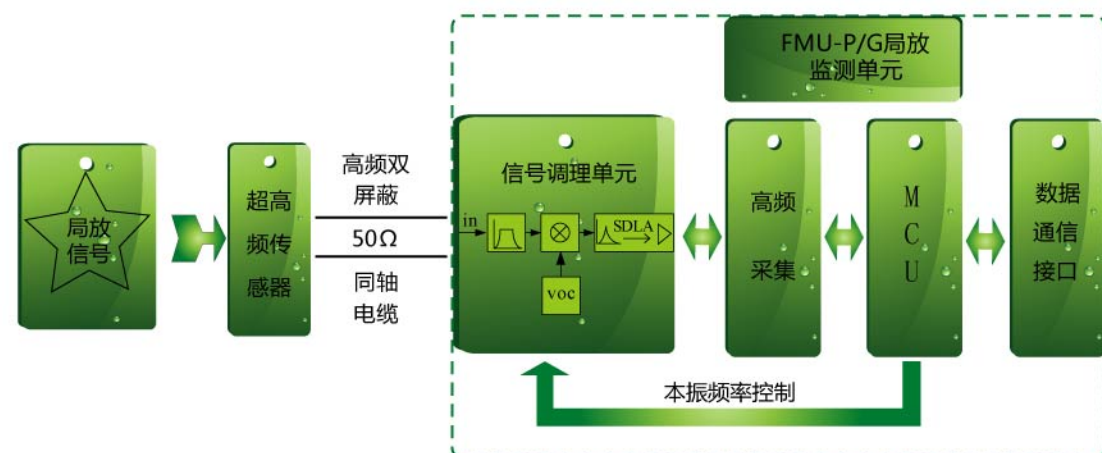 FMU-P/G局放
监测单元
局放
信号
超高
频传
感器
高频双
屏蔽
50Ω
同轴
电缆
信号调理单元
in
SDLA
voc
高频
采集
M
C
U
数据
通信
接口
本振频率控制